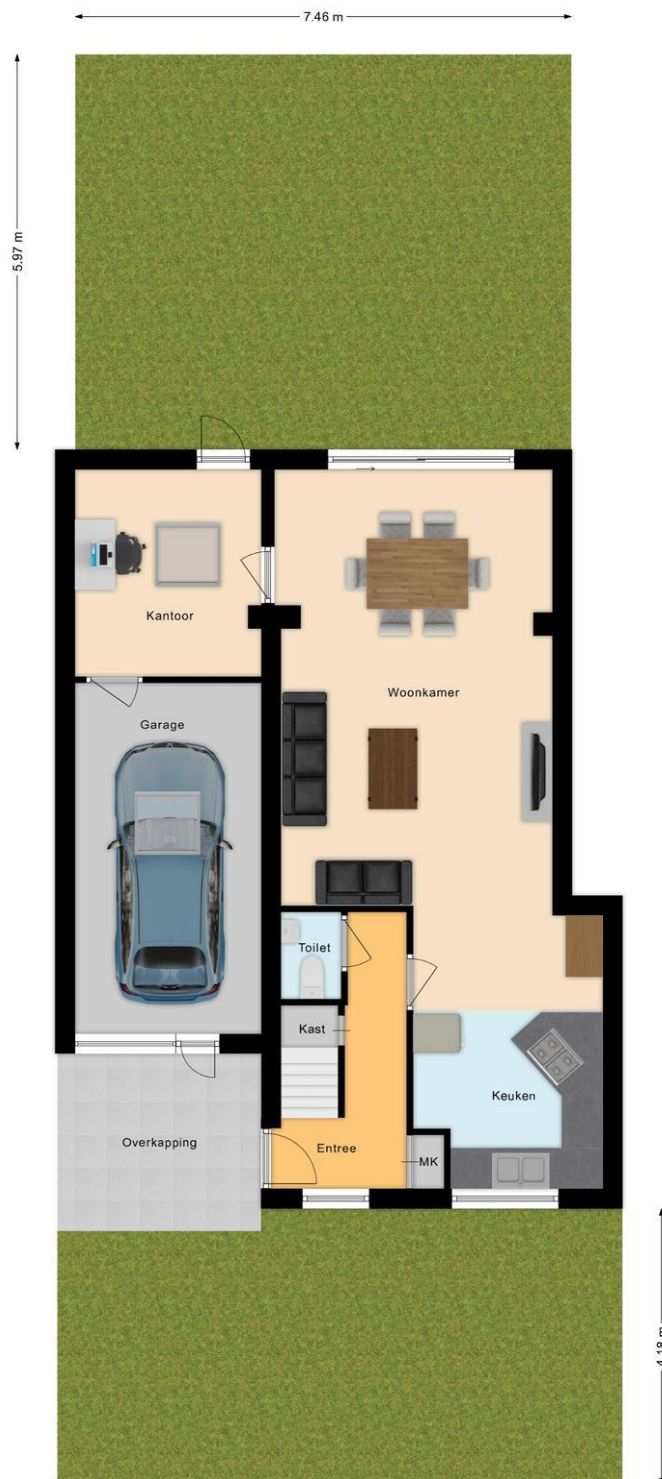 7.46 m
5.97 m
Kantoor
Woonkamer
Garage
Toilet
Kast
Keuken
Overkapping
Entree
MK
4.18 m